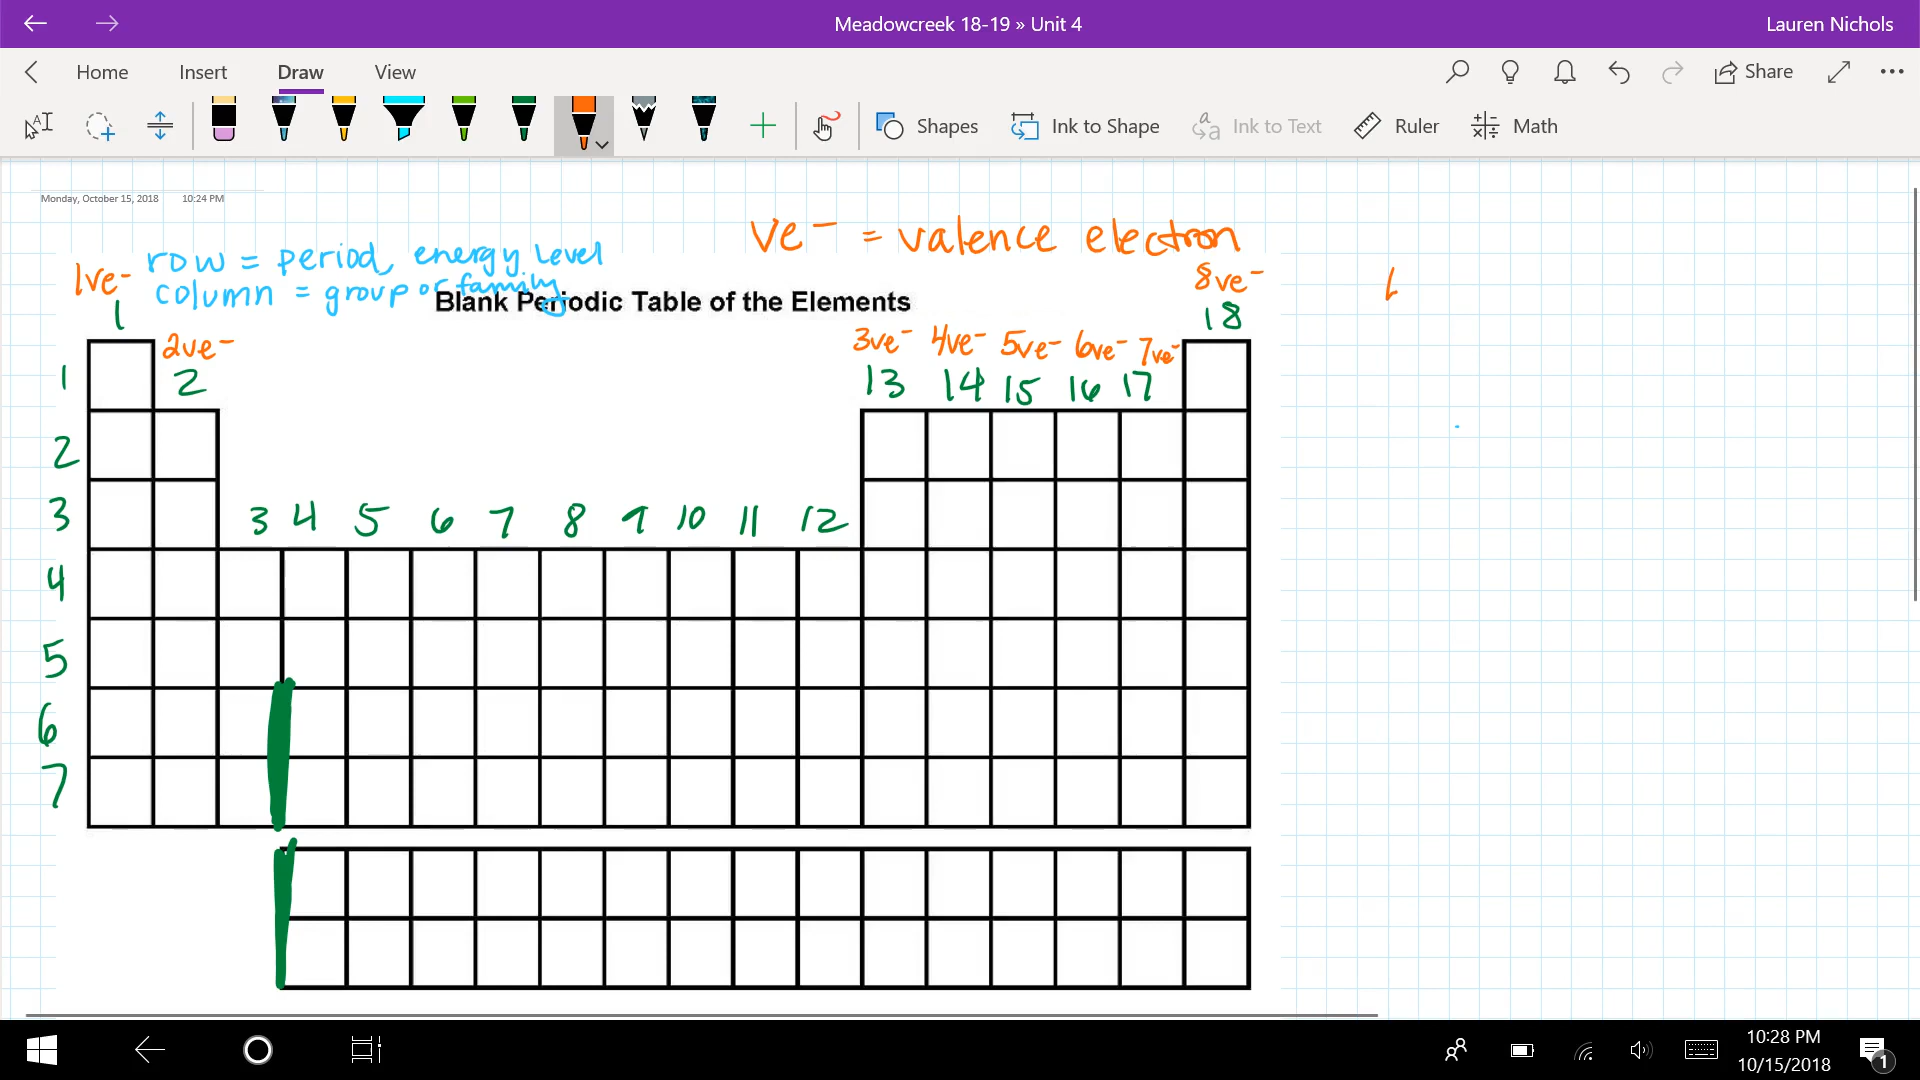 Meadowcreek 18-19 » Unit 4
Lauren Nichols
Home Insert Draw View
Share
Shapes Ink to Shape Ink to Text Ruler Math
Monday, October 15, 2018 10:24 PM
ve⁻ = valence electron
row = period, energy level
column = group or family
Blank Periodic Table of the Elements
1ve⁻
8ve⁻
1
18
2ve⁻
3ve⁻ 4ve⁻ 5ve⁻ 6ve⁻ 7ve⁻
2
13 14 15 16 17
3 4 5 6 7 8 9 10 11 12
1
2
3
4
5
6
7
10:28 PM
10/15/2018
1